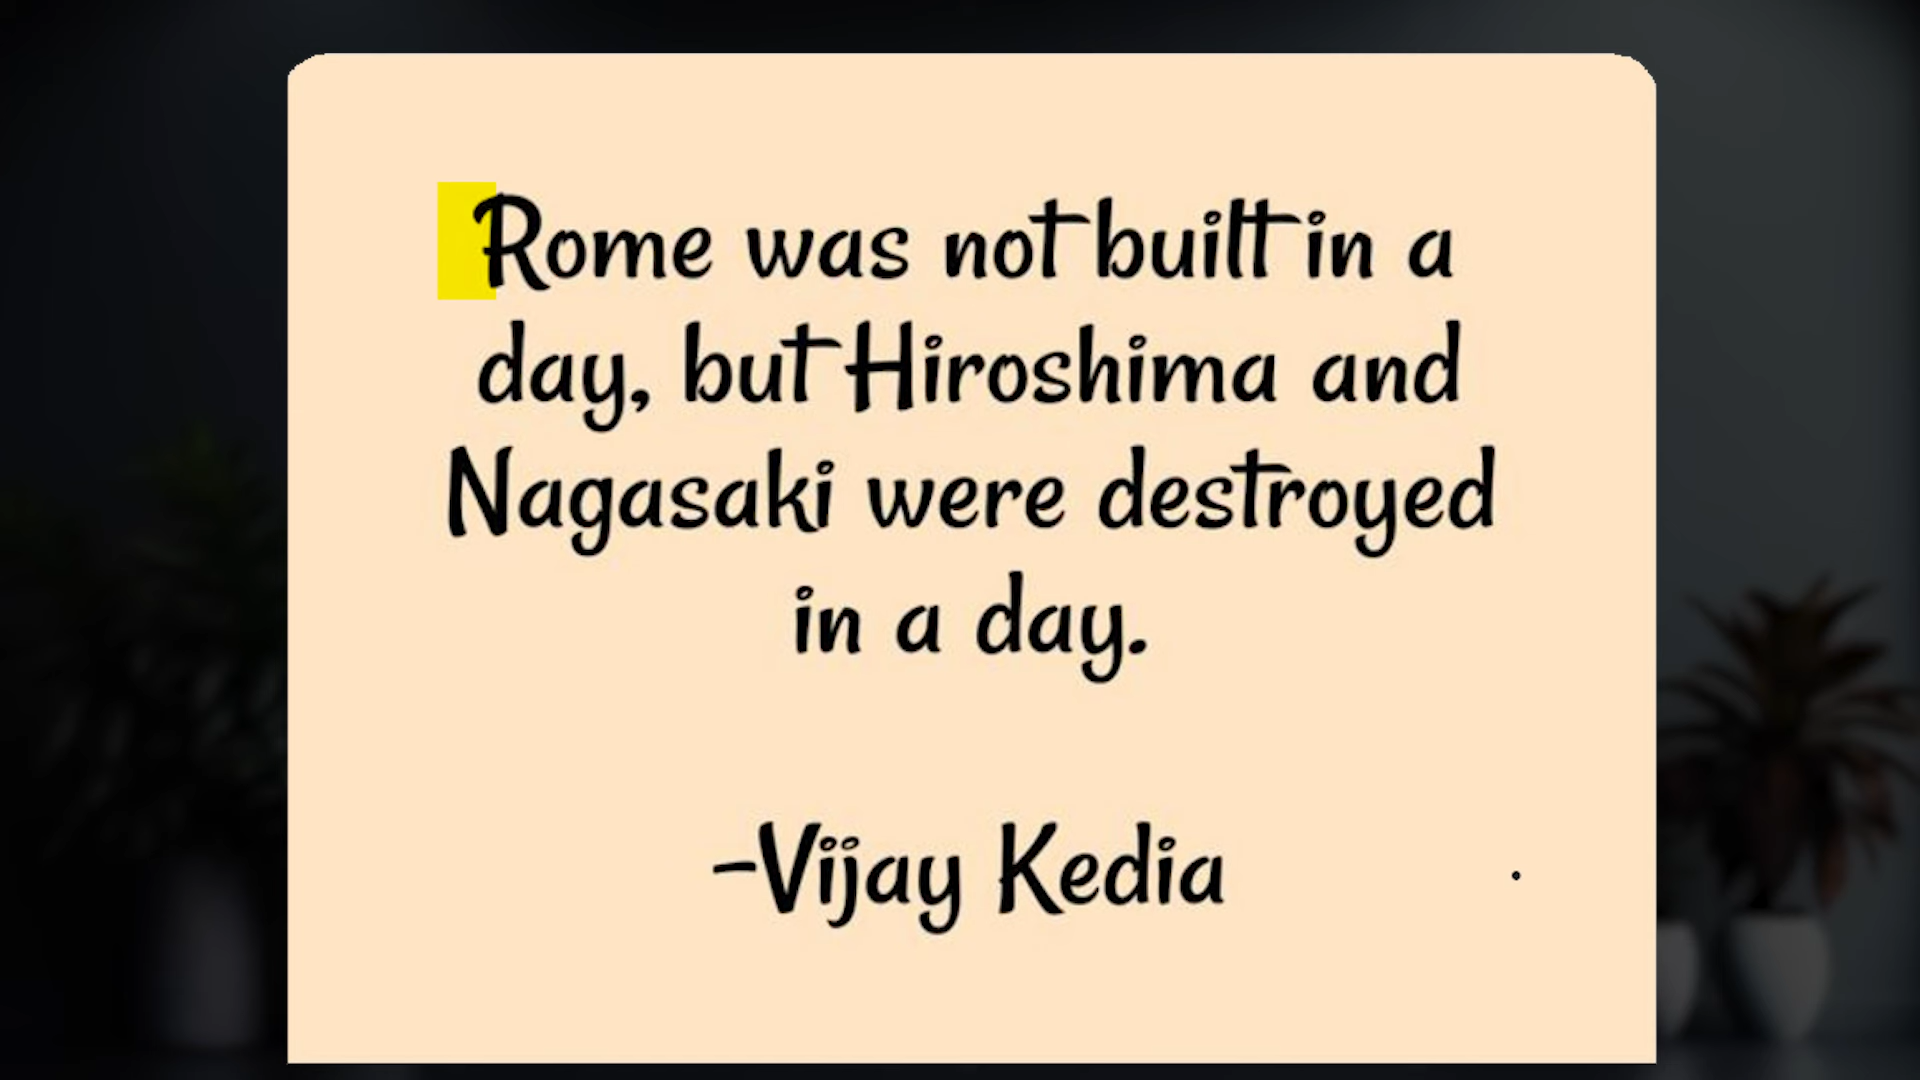 Rome was not built in a
day, but Hiroshima and
Nagasaki were destroyed
in a day.
-Vijay Kedia